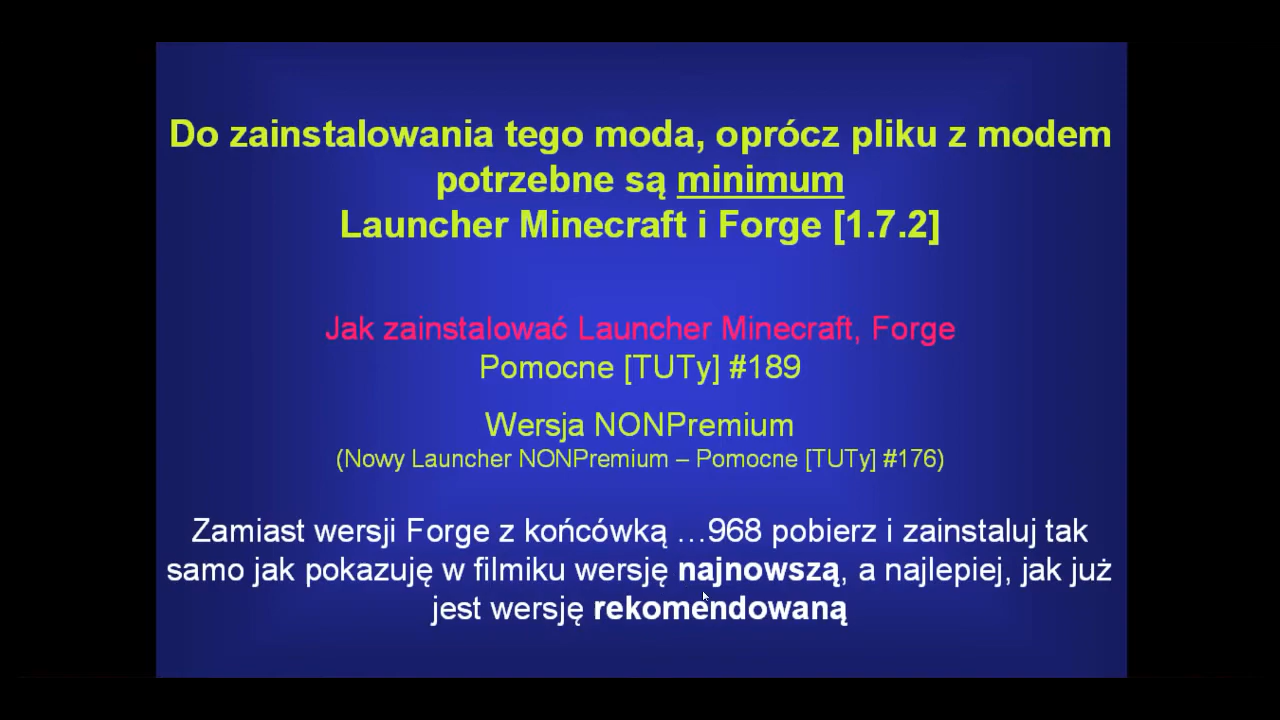 Do zainstalowania tego moda, oprócz pliku z modem
potrzebne są minimum
Launcher Minecraft i Forge [1.7.2]
Jak zainstalować Launcher Minecraft, Forge
Pomocne [TUTy] #189
Wersja NONPremium
(Nowy Launcher NONPremium – Pomocne [TUTy] #176)
Zamiast wersji Forge z końcówką …968 pobierz i zainstaluj tak
samo jak pokazuję w filmiku wersję najnowszą, a najlepiej, jak już
jest wersję rekomendowaną